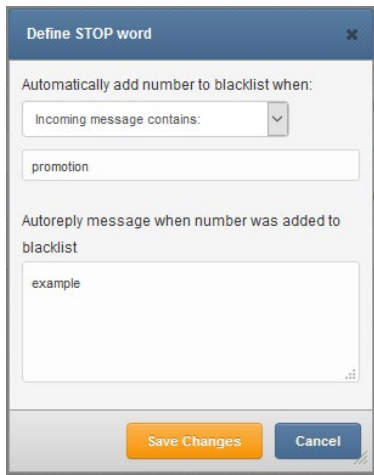 Define STOP word
Automatically add number to blacklist when:
Incoming message contains:
promotion
Autoreply message when number was added to
blacklist
example
Save Changes
Cancel